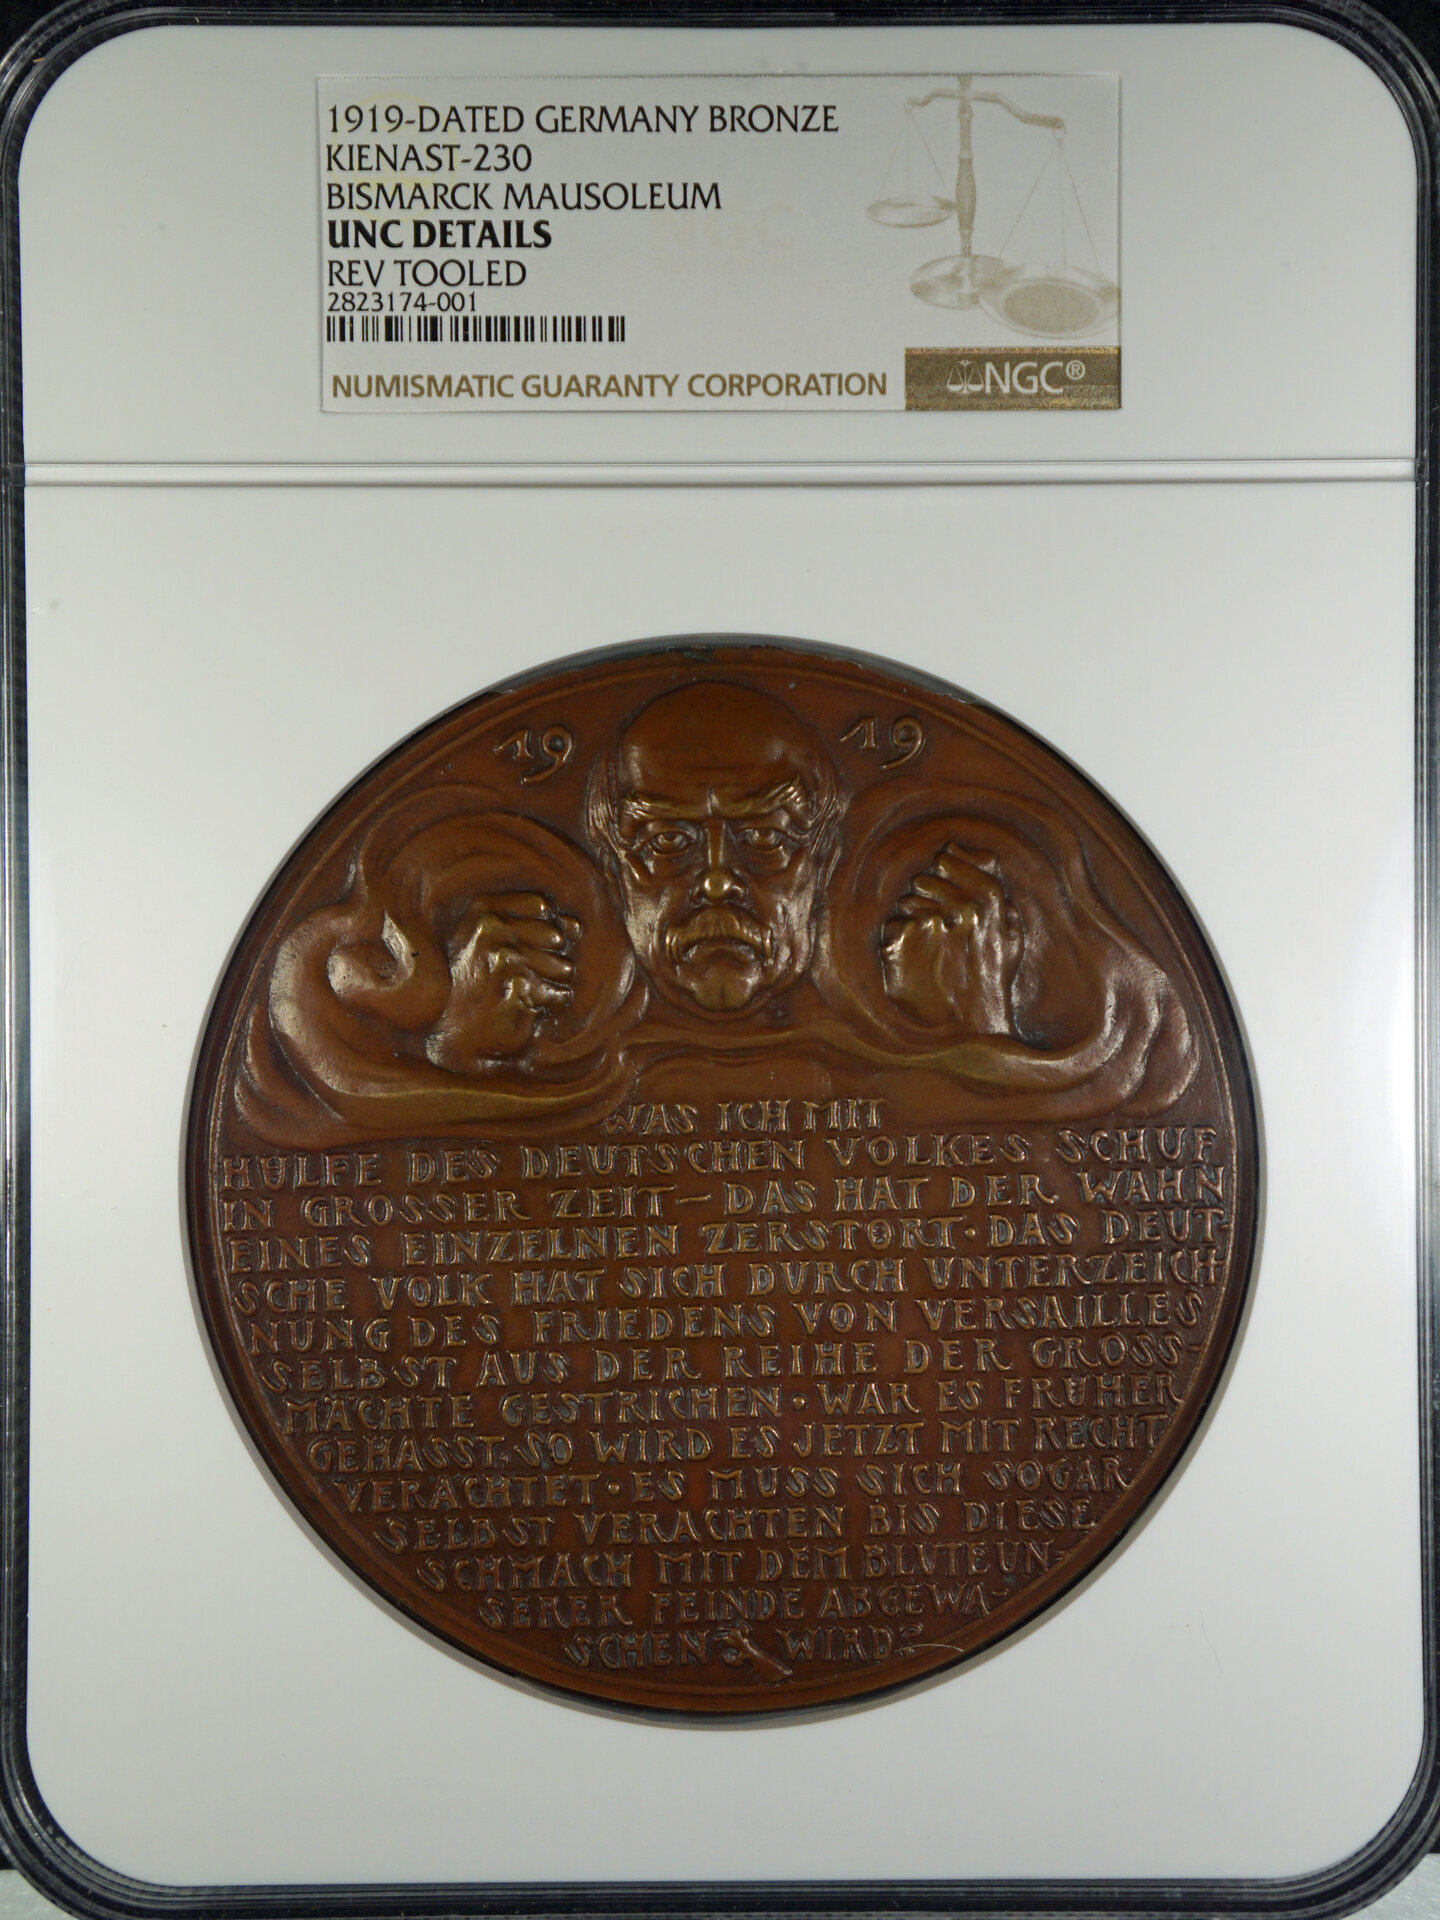 1919-DATED GERMANY BRONZE
KIENAST-230
BISMARCK MAUSOLEUM
UNC DETAILS
REV TOOLED
2823174-001
NUMISMATIC GUARANTY CORPORATION
NGC®
19 19
WAS ICH MIT
HÜLFE DES DEUTSCHEN VOLKES SCHUF
IN GROSSER ZEIT – DAS HAT DER WAHN
EINES EINZELNEN ZERSTÖRT · DAS DEUT
SCHE VOLK HAT SICH DURCH UNTERZEICH
NUNG DES FRIEDENS VON VERSAILLES
SELBST AUS DER REIHE DER GROSS-
MÄCHTE GESTRICHEN · WAR ES FRÜHER
GEHASST, SO WIRD ES JETZT MIT RECHT
VERACHTET · ES MUSS SICH SOGAR
SELBST VERACHTEN BIS DIESE
SCHMACH MIT DEM BLUTE UN-
SERER FEINDE ABGEWA-
SCHEN WIRD